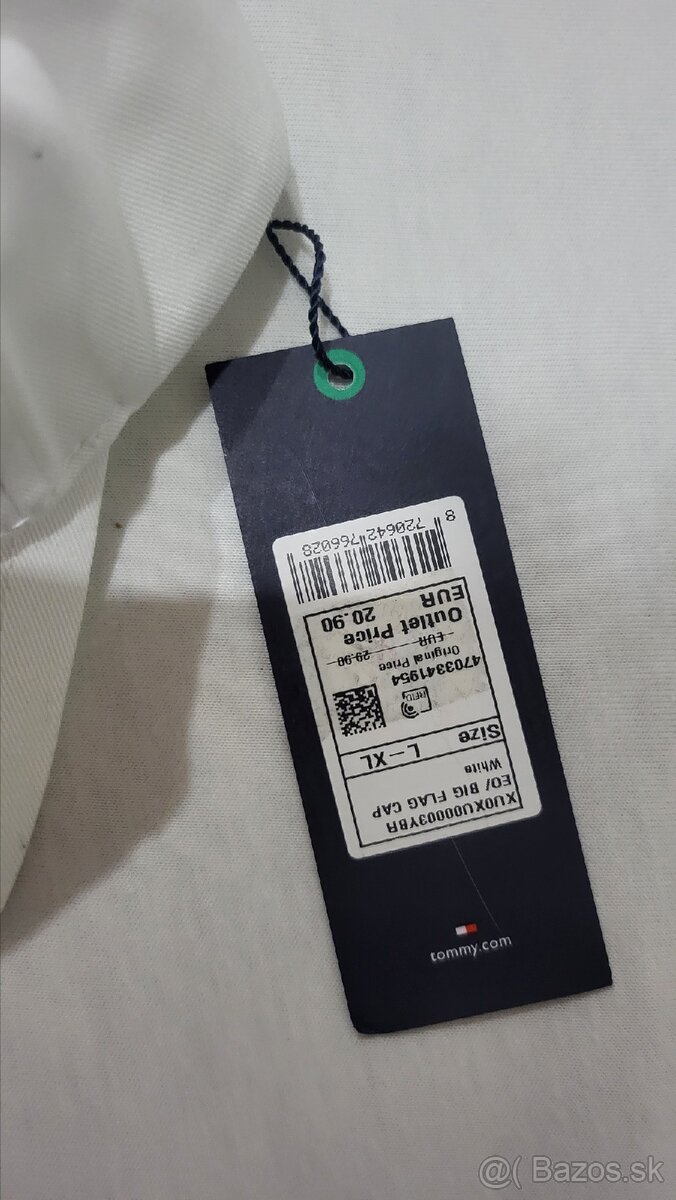 XU0XU00003YBR
EO/ BIG FLAG CAP
White
Size L-XL
RFID
4703341954
Original Price
EUR 29.90
Outlet Price
EUR 20.90
8 720642 766028
tommy.com
@( Bazos.sk